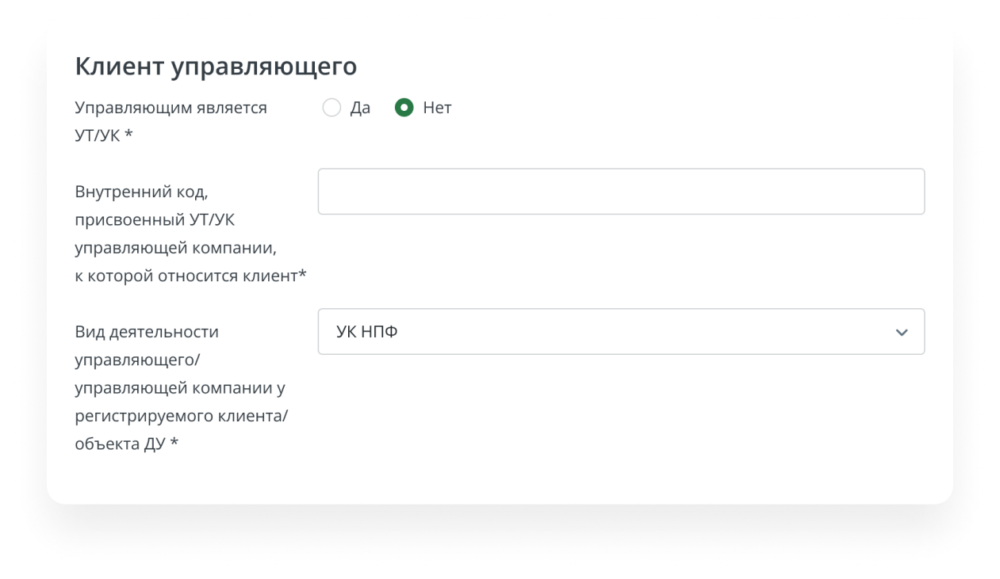 Клиент управляющего
Управляющим является
УТ/УК *
Да
Нет
Внутренний код,
присвоенный УТ/УК
управляющей компании,
к которой относится клиент*
Вид деятельности
управляющего/
управляющей компании у
регистрируемого клиента/
объекта ДУ *
УК НПФ